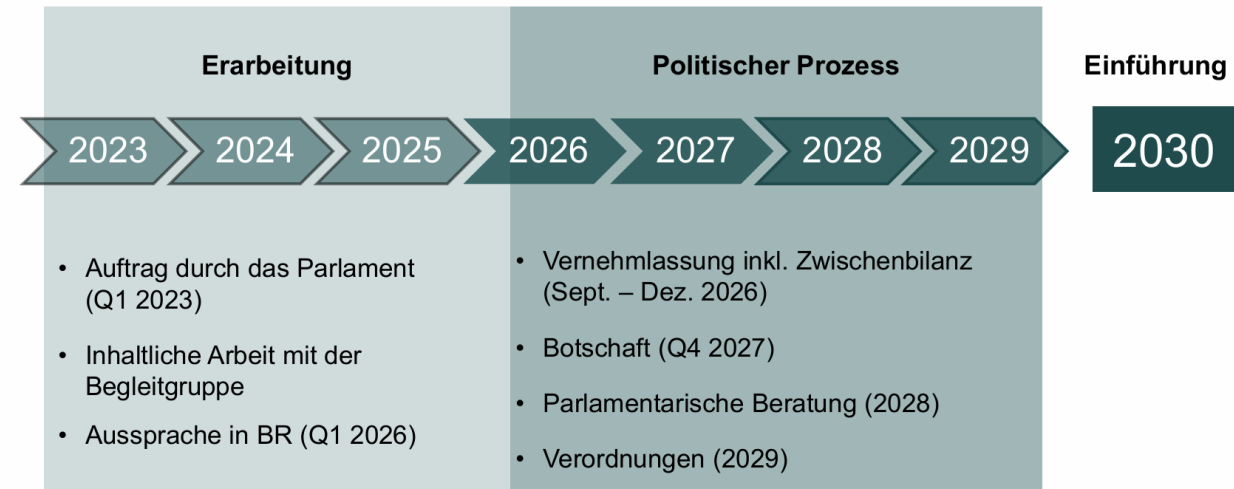 Erarbeitung
Politischer Prozess
Einführung
2023
2024
2025
2026
2027
2028
2029
2030
• Auftrag durch das Parlament
(Q1 2023)
• Inhaltliche Arbeit mit der
Begleitgruppe
• Aussprache in BR (Q1 2026)
• Vernehmlassung inkl. Zwischenbilanz
(Sept. – Dez. 2026)
• Botschaft (Q4 2027)
• Parlamentarische Beratung (2028)
• Verordnungen (2029)